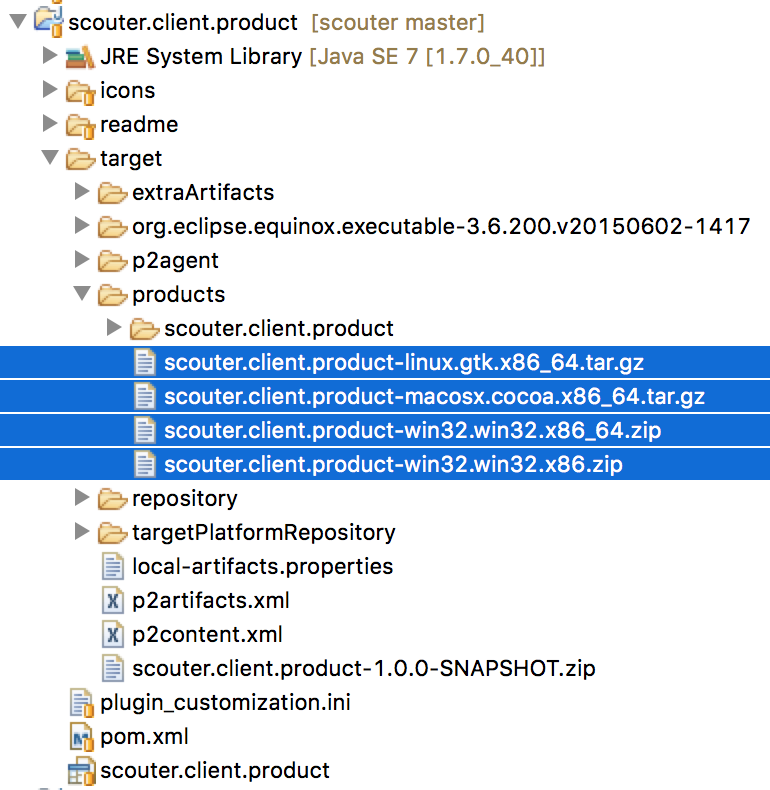 scouter.client.product [scouter master]
JRE System Library [Java SE 7 [1.7.0_40]]
icons
readme
target
extraArtifacts
org.eclipse.equinox.executable-3.6.200.v20150602-1417
p2agent
products
scouter.client.product
scouter.client.product-linux.gtk.x86_64.tar.gz
scouter.client.product-macosx.cocoa.x86_64.tar.gz
scouter.client.product-win32.win32.x86_64.zip
scouter.client.product-win32.win32.x86.zip
repository
targetPlatformRepository
local-artifacts.properties
p2artifacts.xml
p2content.xml
scouter.client.product-1.0.0-SNAPSHOT.zip
plugin_customization.ini
pom.xml
scouter.client.product